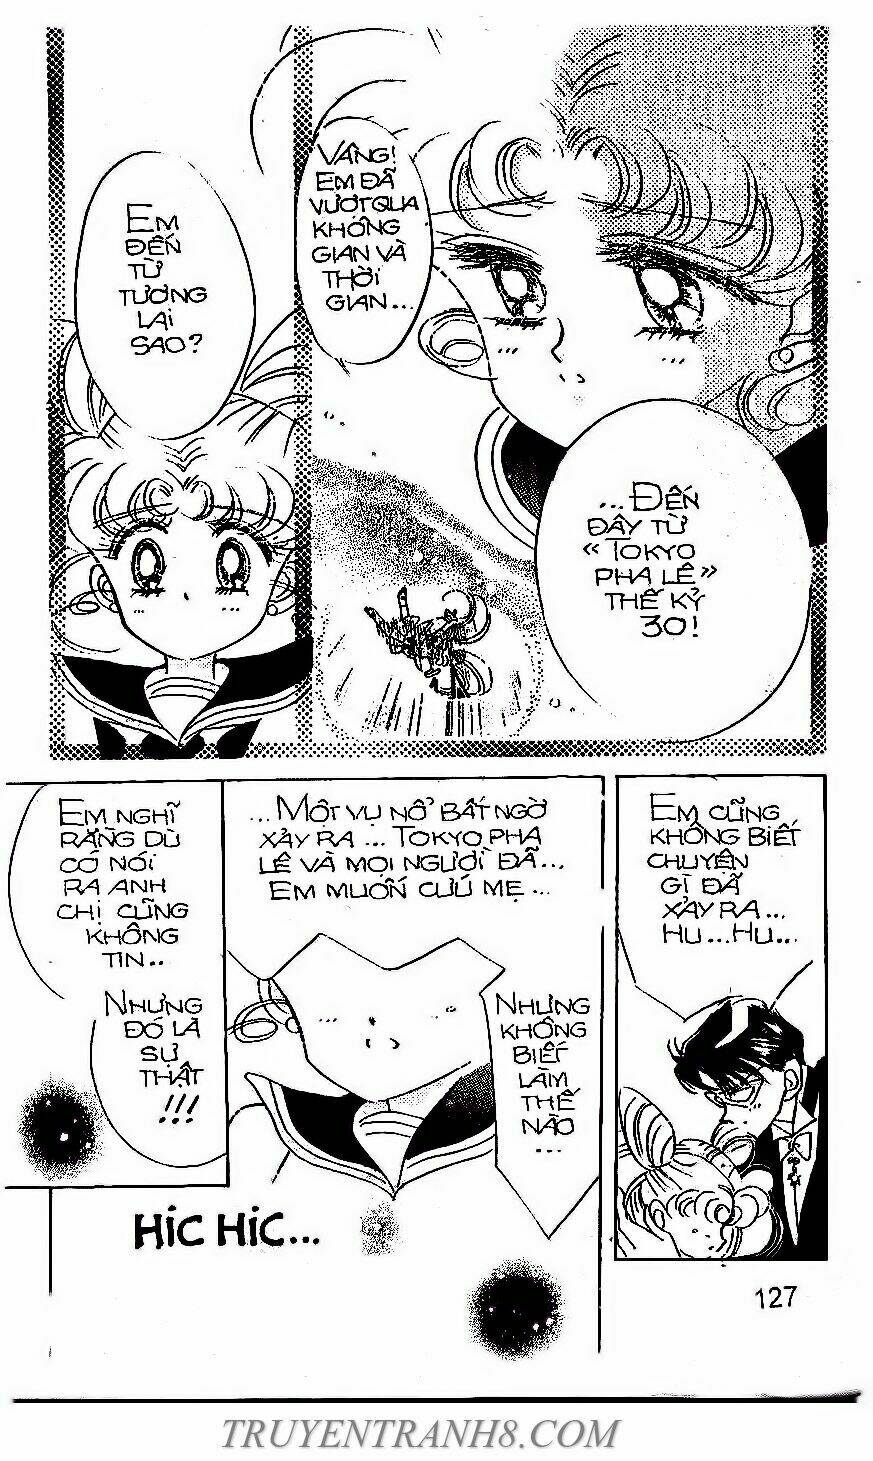 EM
ĐẾN
TỪ
TƯƠNG
LAI
SAO?
VÂNG!
EM ĐÃ
VƯỢT QUA
KHÔNG
GIAN VÀ
THỜI
GIAN...
...ĐẾN
ĐÂY TỪ
“TOKYO
PHA LÊ”
THẾ KỶ
30!
EM NGHĨ
RẰNG DÙ
CÓ NÓI
RA ANH
CHỊ CŨNG
KHÔNG
TIN..
NHƯNG
ĐÓ LÀ
SỰ
THẬT
!!!
...MỘT VỤ NỔ BẤT NGỜ
XẢY RA ... TOKYO PHA
LÊ VÀ MỌI NGƯỜI ĐÃ...
EM MUỐN CỨU MẸ ...
NHƯNG
KHÔNG
BIẾT
LÀM
THẾ
NÀO
...
HIC HIC...
EM CŨNG
KHÔNG BIẾT
CHUYỆN
GÌ ĐÃ
XẢY RA...
HU...HU...
127
TRUYENTRANH8.COM